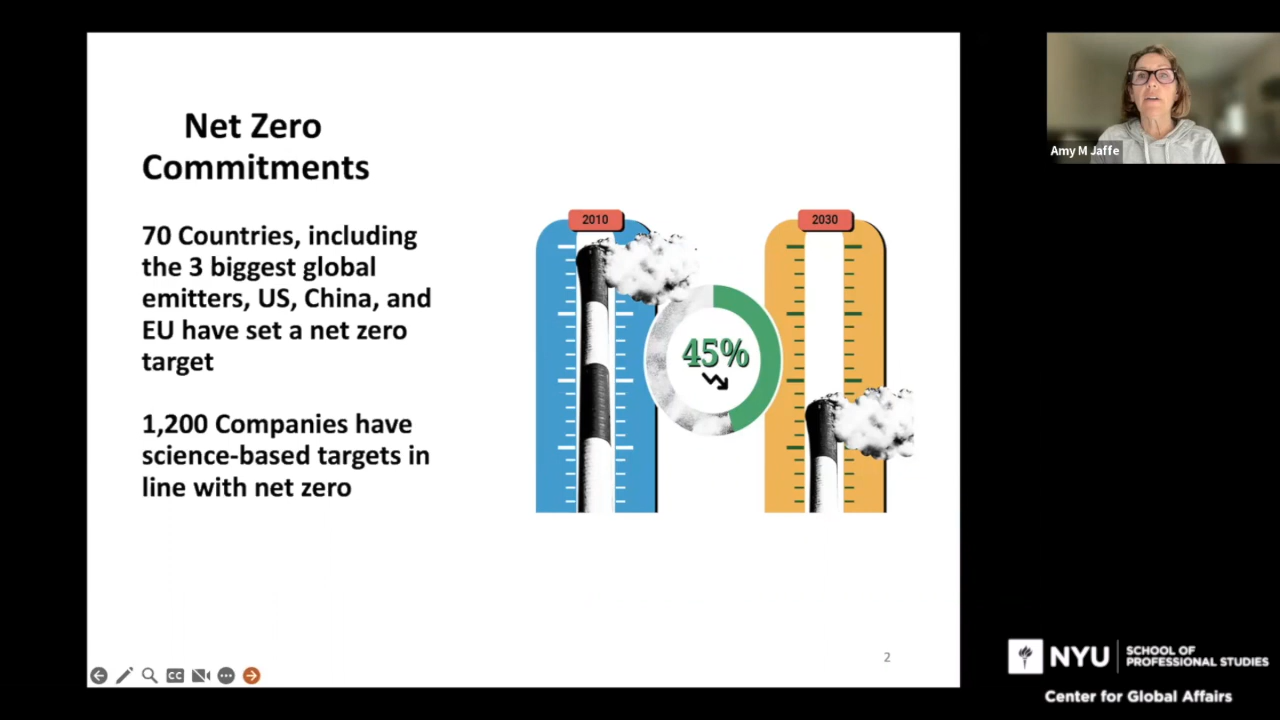 Net Zero
Commitments
70 Countries, including
the 3 biggest global
emitters, US, China, and
EU have set a net zero
target
1,200 Companies have
science-based targets in
line with net zero
2010
2030
45%
2
CC
Amy M Jaffe
NYU
SCHOOL OF
PROFESSIONAL STUDIES
Center for Global Affairs